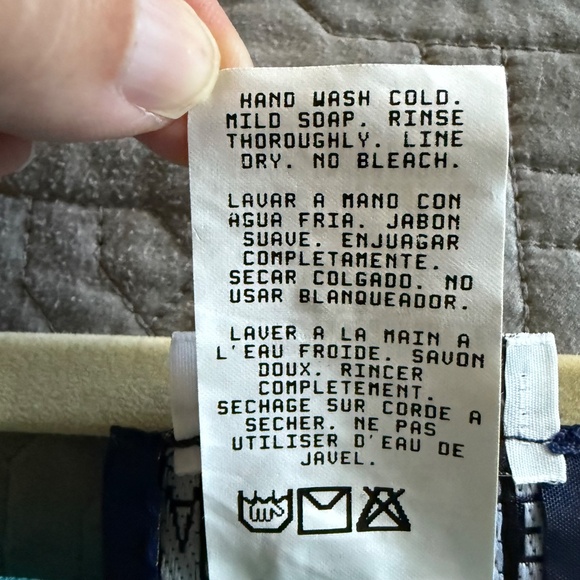 HAND WASH COLD.
MILD SOAP. RINSE
THOROUGHLY. LINE
DRY. NO BLEACH.
LAVAR A MANO CON
AGUA FRIA. JABON
SUAVE. ENJUAGAR
COMPLETAMENTE.
SECAR COLGADO. NO
USAR BLANQUEADOR.
LAVER A LA MAIN A
L'EAU FROIDE. SAVON
DOUX. RINCER
COMPLETEMENT.
SECHAGE SUR CORDE A
SECHER. NE PAS
UTILISER D'EAU DE
JAVEL.